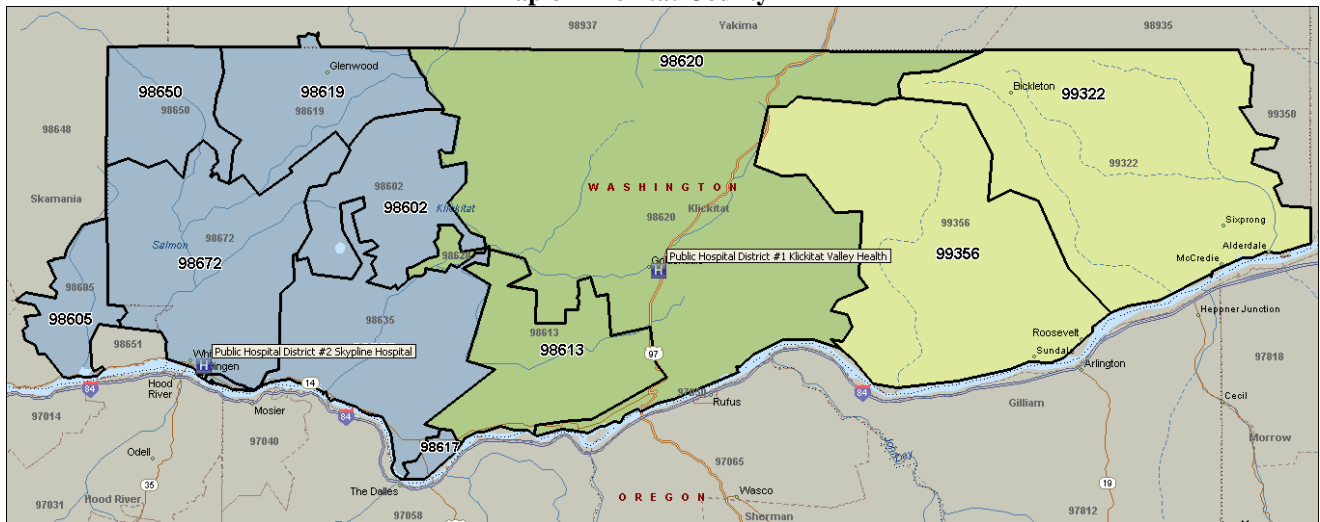 98937
Yakima
98935
98620
Glenwood
98650
98650
98619
98619
99322
Bickleton
99350
98648
99322
98602
WASHINGTON
Skamania
98602
Klickitat
Klickitat
98620
99356
Sixprong
Salmon
98672
98672
99356
Alderdale
McCredie
Public Hospital District #1 Klickitat Valley Health
98605
98605
98635
Heppner Junction
98651
98613
98613
Roosevelt
Sundale
Public Hospital District #2 Skypline Hospital
97
97818
Arlington
84
Hood
River
14
84
84
Rufus
Gilliam
Cecil
97014
Mosier
97040
98617
Morrow
Odell
97065
John Day
The Dalles
Wasco
97031
Hood River
35
OREGON
19
97058
Sherman
97812